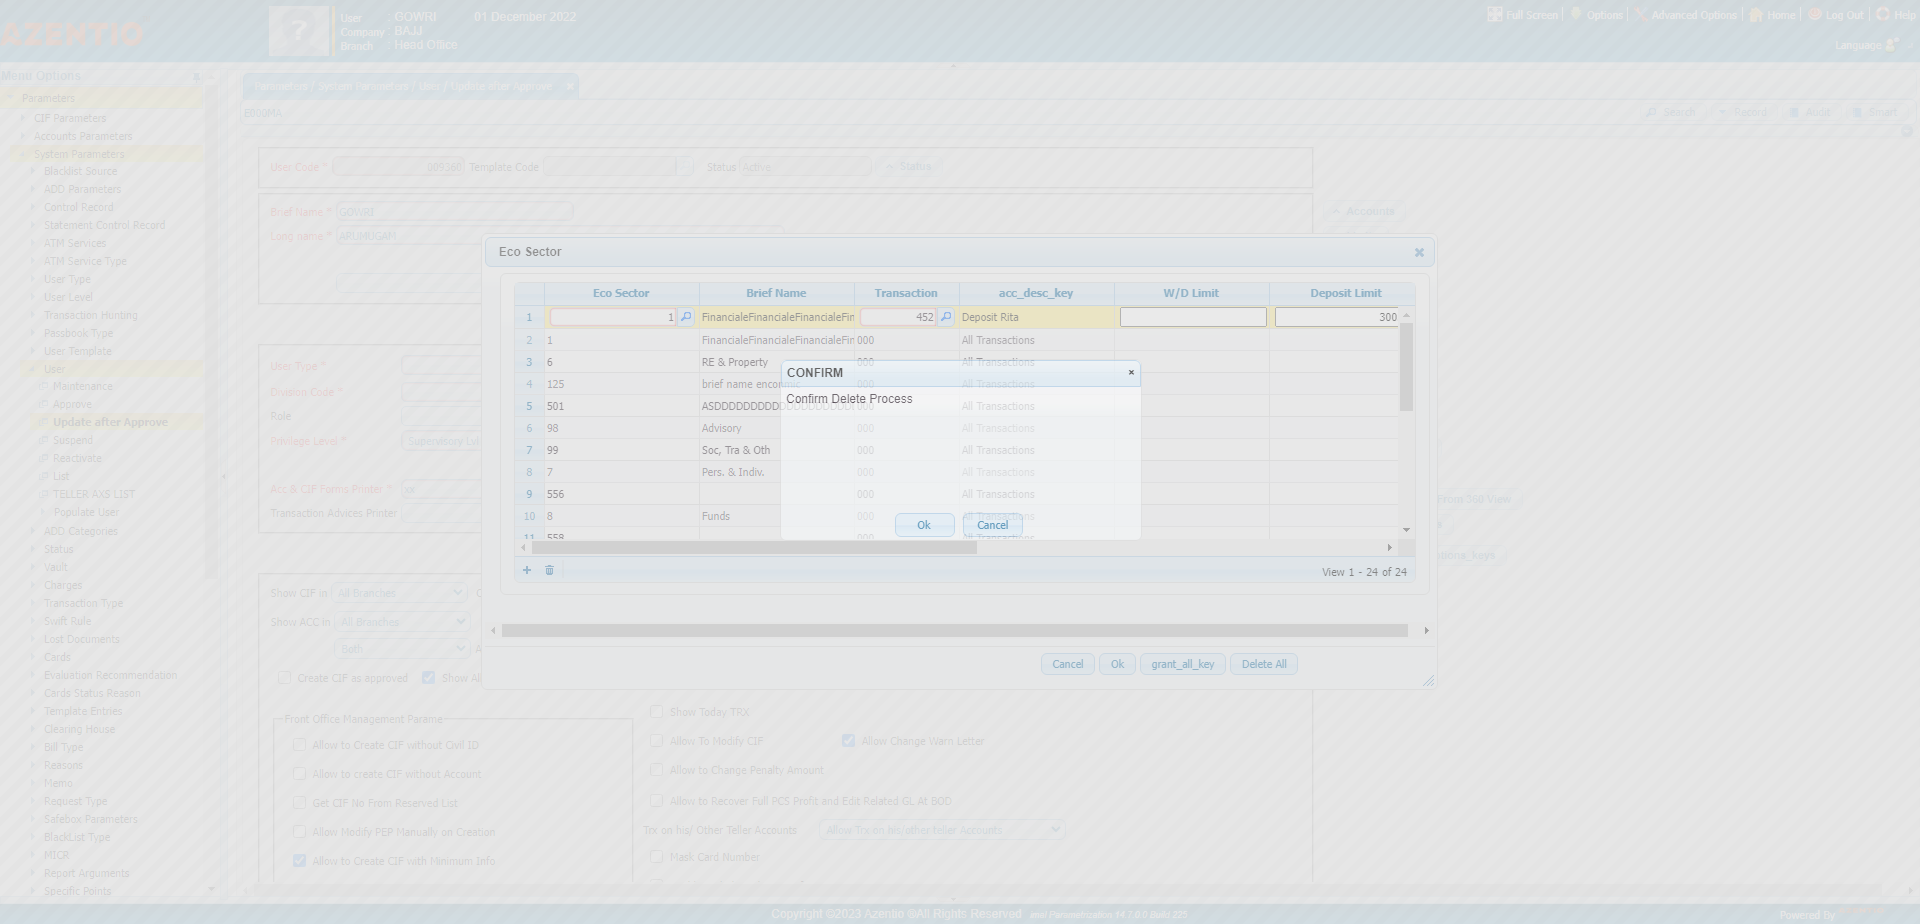 AZENTIO
User : GOWRI 01 December 2022
Company : BAJJ
Branch : Head Office
Full Screen Options Advanced Options Home Log Out Help
Language
Menu Options
Parameters
CIF Parameters
Accounts Parameters
System Parameters
Blacklist Source
ADD Parameters
Control Record
Statement Control Record
ATM Services
ATM Service Type
User Type
User Level
Transaction Hunting
Passbook Type
User Template
User
Maintenance
Approve
Update after Approve
Suspend
Reactivate
List
TELLER AXS LIST
Populate User
ADD Categories
Status
Vault
Charges
Transaction Type
Swift Rule
Lost Documents
Cards
Evaluation Recommendation
Cards Status Reason
Template Entries
Clearing House
Bill Type
Reasons
Memo
Request Type
Safebox Parameters
BlackList Type
MICR
Report Arguments
Specific Points
Parameters / System Parameters / User / Update after Approve
E000MA
Search Record Audit Smart
User Code * 009360 Template Code Status Active Status
Brief Name * GOWRI
Long name * ARUMUGAM
Accounts
User Type *
Division Code *
Role
Privilege Level * Supervisory Lvl
Acc & CIF Forms Printer * xx
Transaction Advices Printer
From 360 View
Show CIF in All Branches
Show ACC in All Branches
Both
Create CIF as approved Show Al
Front Office Management Parame
Allow to Create CIF without Civil ID
Allow to create CIF without Account
Get CIF No From Reserved List
Allow Modify PEP Manually on Creation
Allow to Create CIF with Minimum Info
Show Today TRX
Allow To Modify CIF Allow Change Warn Letter
Allow to Change Penalty Amount
Allow to Recover Full PCS Profit and Edit Related GL At BOD
Trx on his/ Other Teller Accounts Allow Trx on his/other teller Accounts
Mask Card Number
Eco Sector
Eco Sector Brief Name Transaction acc_desc_key W/D Limit Deposit Limit
1 1 FinancialeFinancialeFinancialeFin 452 Deposit Rita 300
2 1 FinancialeFinancialeFinancialeFin 000 All Transactions
3 6 RE & Property 000 All Transactions
4 125 brief name encomnic 000 All Transactions
5 501 000 All Transactions
6 98 Advisory 000 All Transactions
7 99 Soc, Tra & Oth 000 All Transactions
8 7 Pers. & Indiv. 000 All Transactions
9 556 000 All Transactions
10 8 Funds 000 All Transactions
11 558 000 All Transactions
View 1 - 24 of 24
Cancel Ok grant_all_key Delete All
CONFIRM
Confirm Delete Process
Ok Cancel
Copyright ©2023 Azentio @All Rights Reserved imal Parameterization 14.7.0.0 Build 225
Powered By